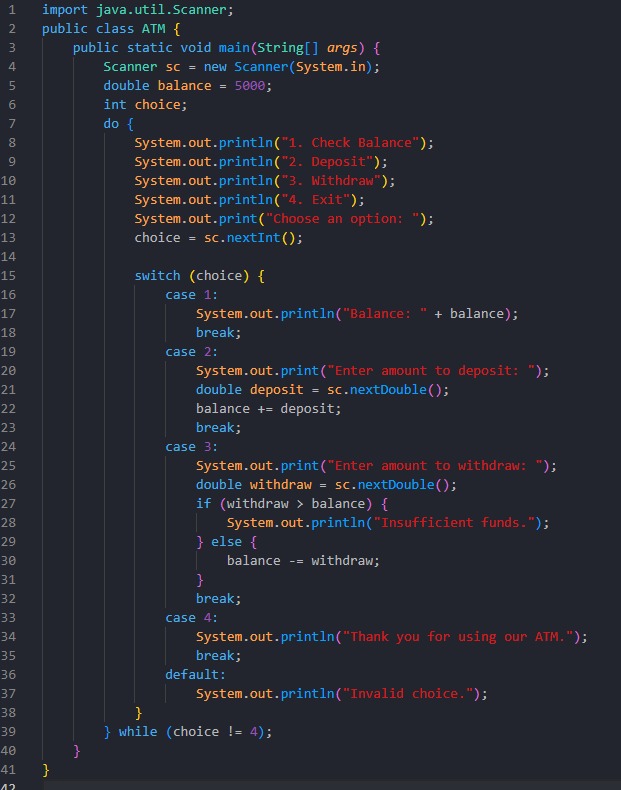 1 import java.util.Scanner;
2 public class ATM {
3     public static void main(String[] args) {
4         Scanner sc = new Scanner(System.in);
5         double balance = 5000;
6         int choice;
7         do {
8             System.out.println("1. Check Balance");
9             System.out.println("2. Deposit");
10             System.out.println("3. Withdraw");
11             System.out.println("4. Exit");
12             System.out.print("Choose an option: ");
13             choice = sc.nextInt();
14
15             switch (choice) {
16                 case 1:
17                     System.out.println("Balance: " + balance);
18                     break;
19                 case 2:
20                     System.out.print("Enter amount to deposit: ");
21                     double deposit = sc.nextDouble();
22                     balance += deposit;
23                     break;
24                 case 3:
25                     System.out.print("Enter amount to withdraw: ");
26                     double withdraw = sc.nextDouble();
27                     if (withdraw > balance) {
28                         System.out.println("Insufficient funds.");
29                     } else {
30                         balance -= withdraw;
31                     }
32                     break;
33                 case 4:
34                     System.out.println("Thank you for using our ATM.");
35                     break;
36                 default:
37                     System.out.println("Invalid choice.");
38             }
39         } while (choice != 4);
40     }
41 }
42